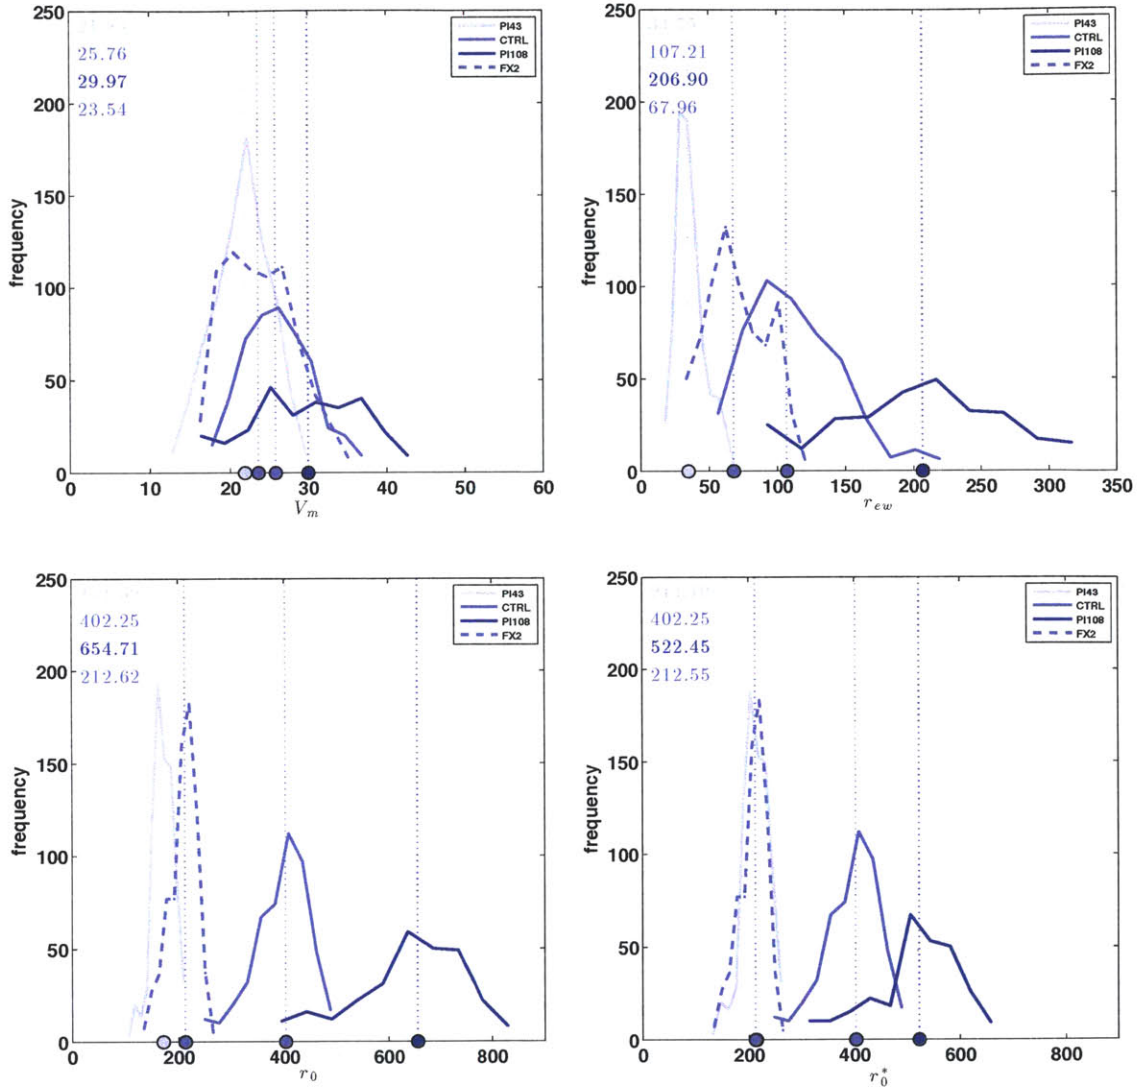 250
200
150
100
50
0
frequency
25.76
29.97
23.54
PI43
CTRL
PI108
FX2
0 10 20 30 40 50 60
V_m
250
200
150
100
50
0
frequency
107.21
206.90
67.96
PI43
CTRL
PI108
FX2
0 50 100 150 200 250 300 350
r_ew
250
200
150
100
50
0
frequency
402.25
654.71
212.62
PI43
CTRL
PI108
FX2
0 200 400 600 800
r_0
250
200
150
100
50
0
frequency
402.25
522.45
212.55
PI43
CTRL
PI108
FX2
0 200 400 600 800
r_0^*